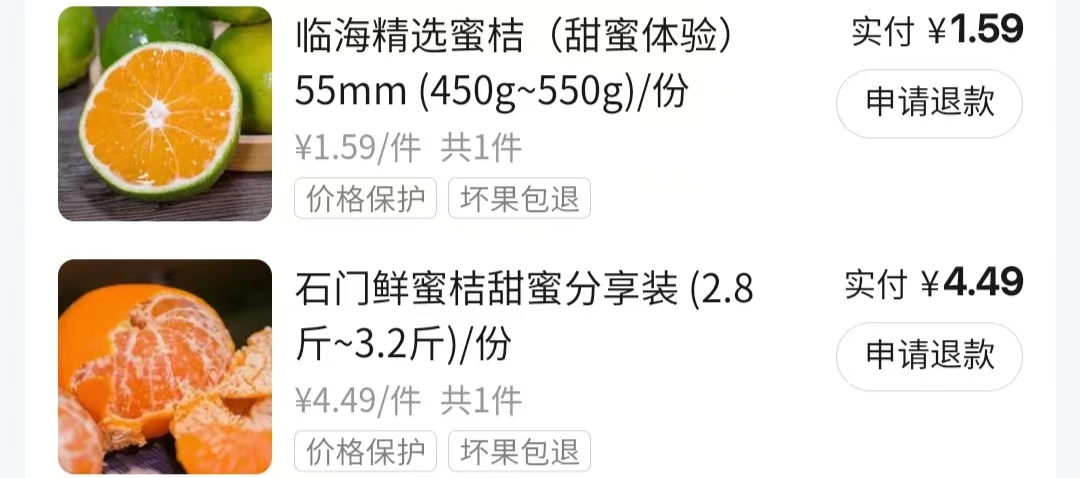 临海精选蜜桔（甜蜜体验）
55mm (450g~550g)/份
¥1.59/件 共1件
价格保护 坏果包退
实付 ¥1.59
申请退款
石门鲜蜜桔甜蜜分享装 (2.8
斤~3.2斤)/份
¥4.49/件 共1件
价格保护 坏果包退
实付 ¥4.49
申请退款